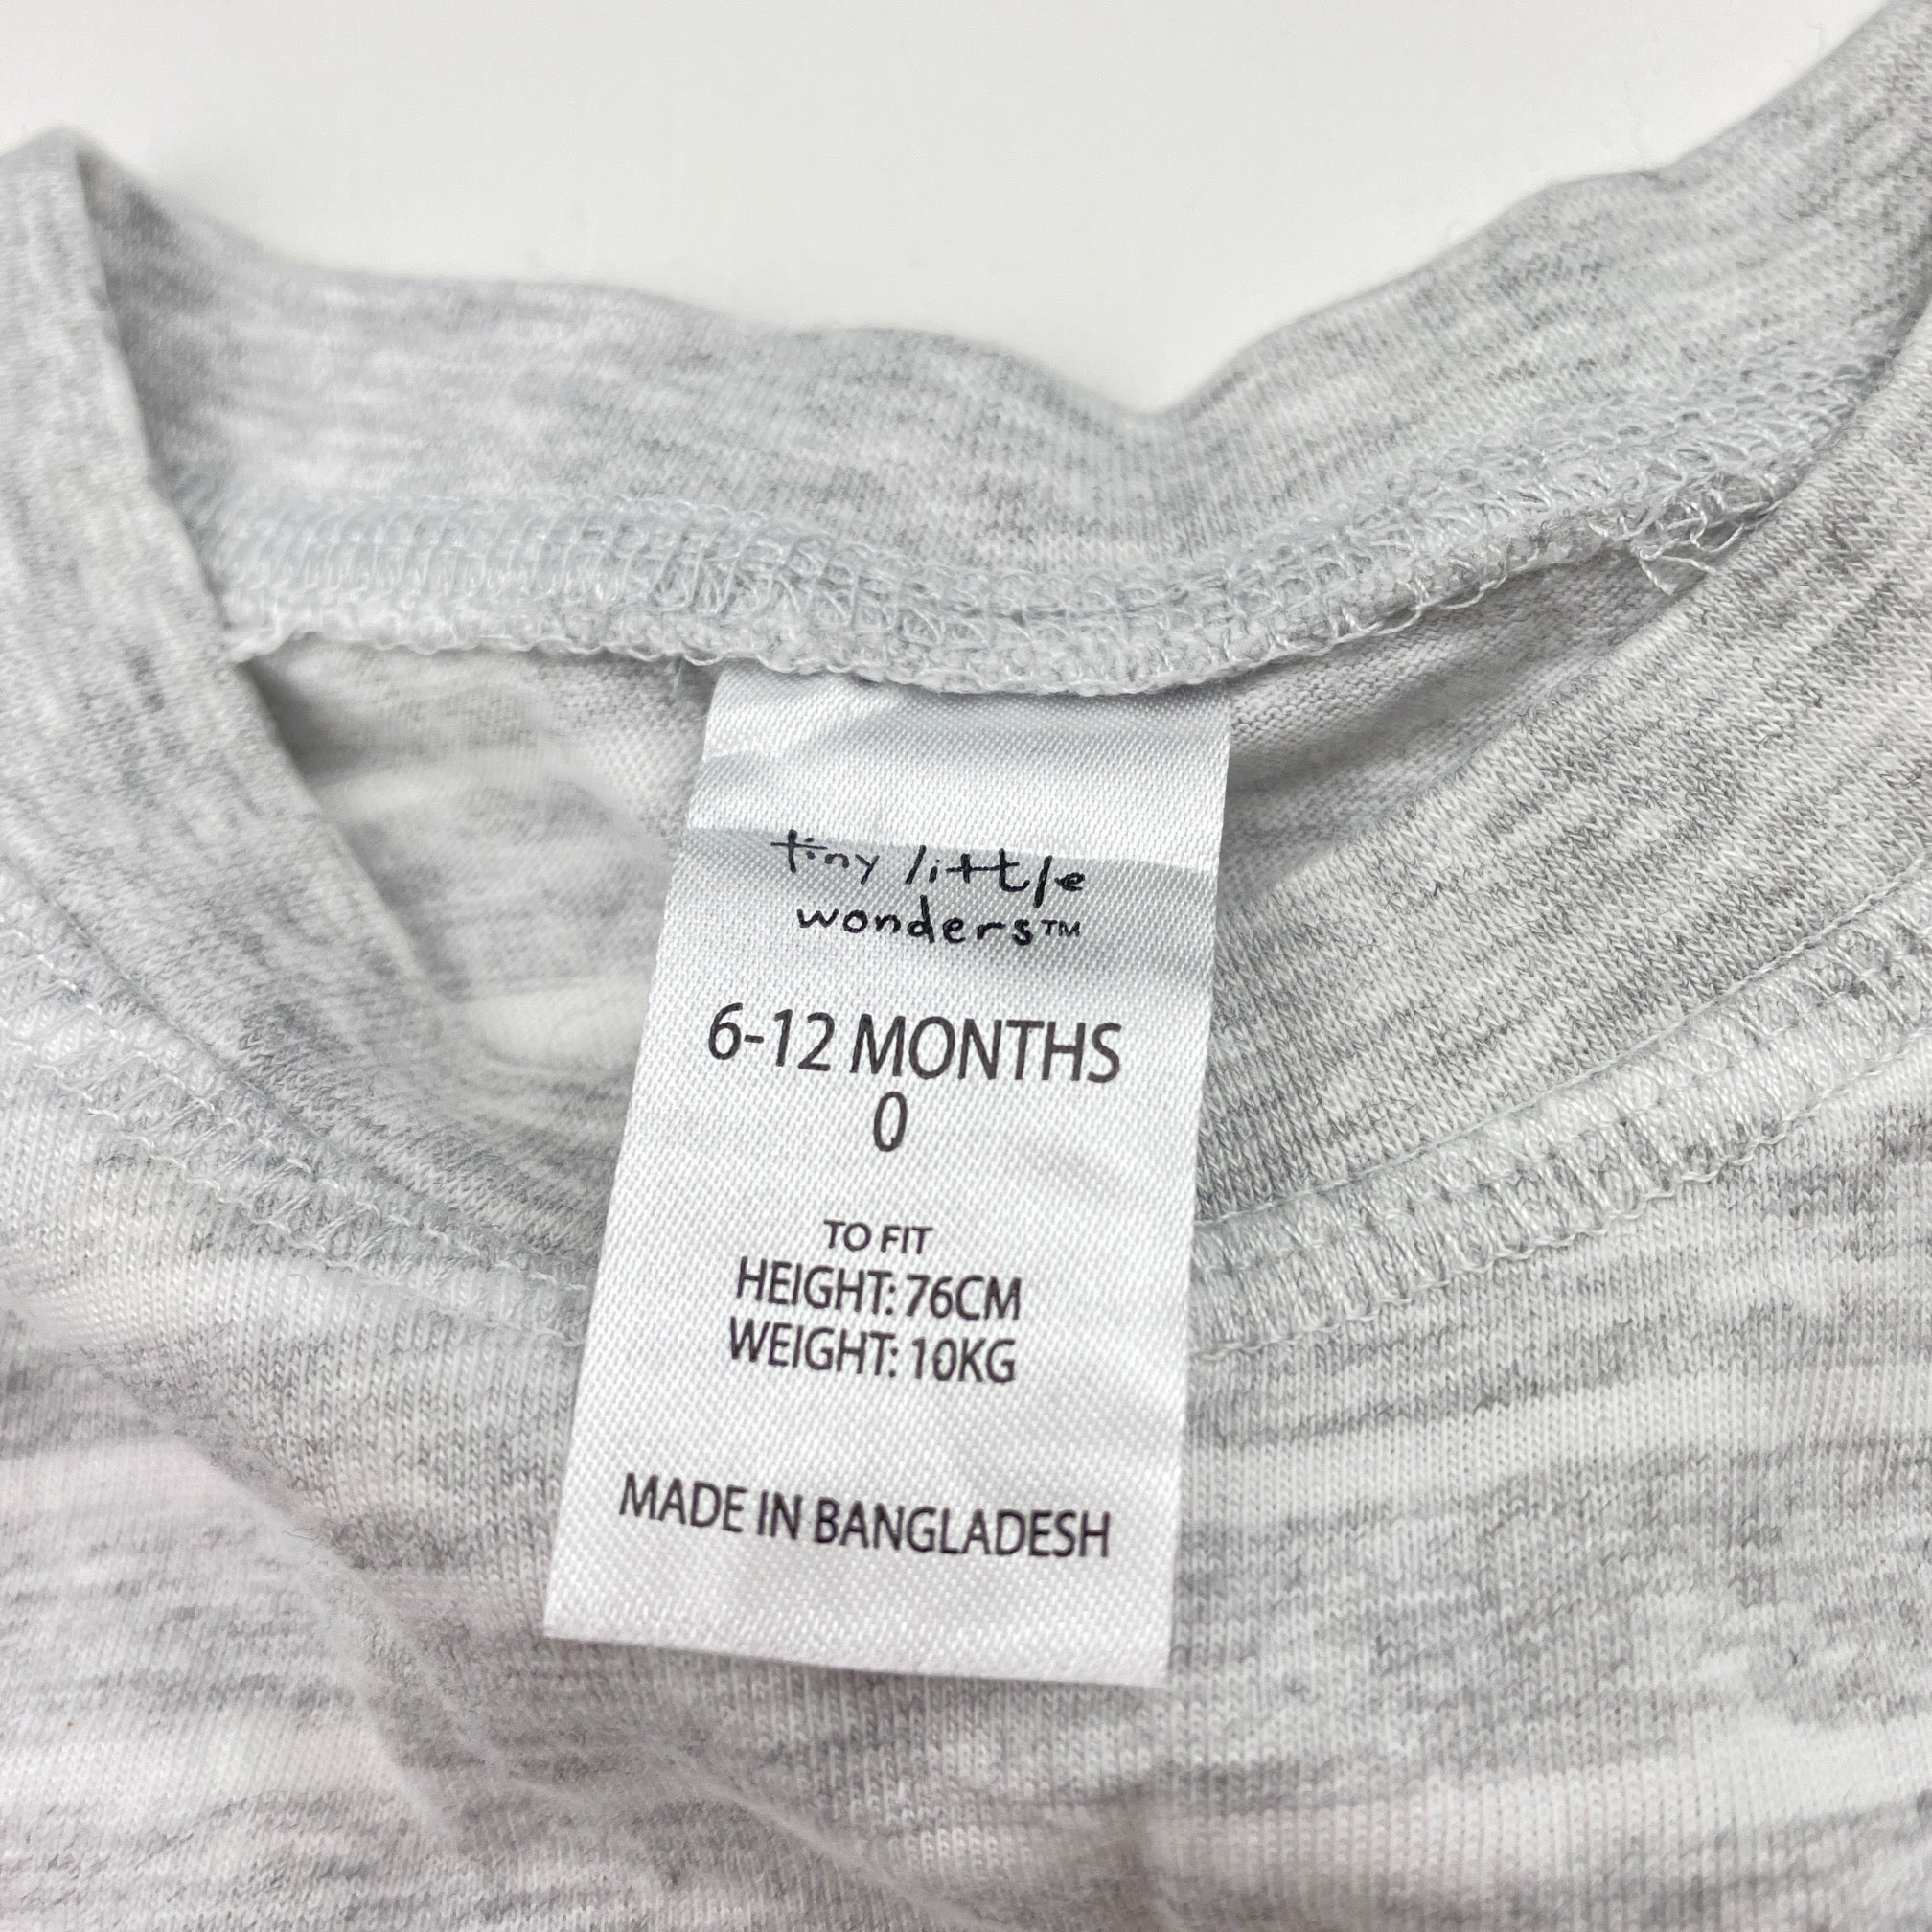 tiny little
wonders™
6-12 MONTHS
0
TO FIT
HEIGHT: 76CM
WEIGHT: 10KG
MADE IN BANGLADESH